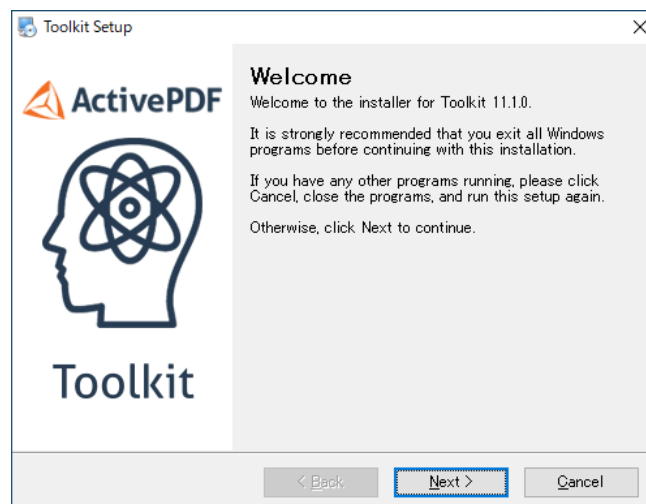 Toolkit Setup
ActivePDF
Toolkit
Welcome
Welcome to the installer for Toolkit 11.1.0.
It is strongly recommended that you exit all Windows
programs before continuing with this installation.
If you have any other programs running, please click
Cancel, close the programs, and run this setup again.
Otherwise, click Next to continue.
< Back
Next >
Cancel